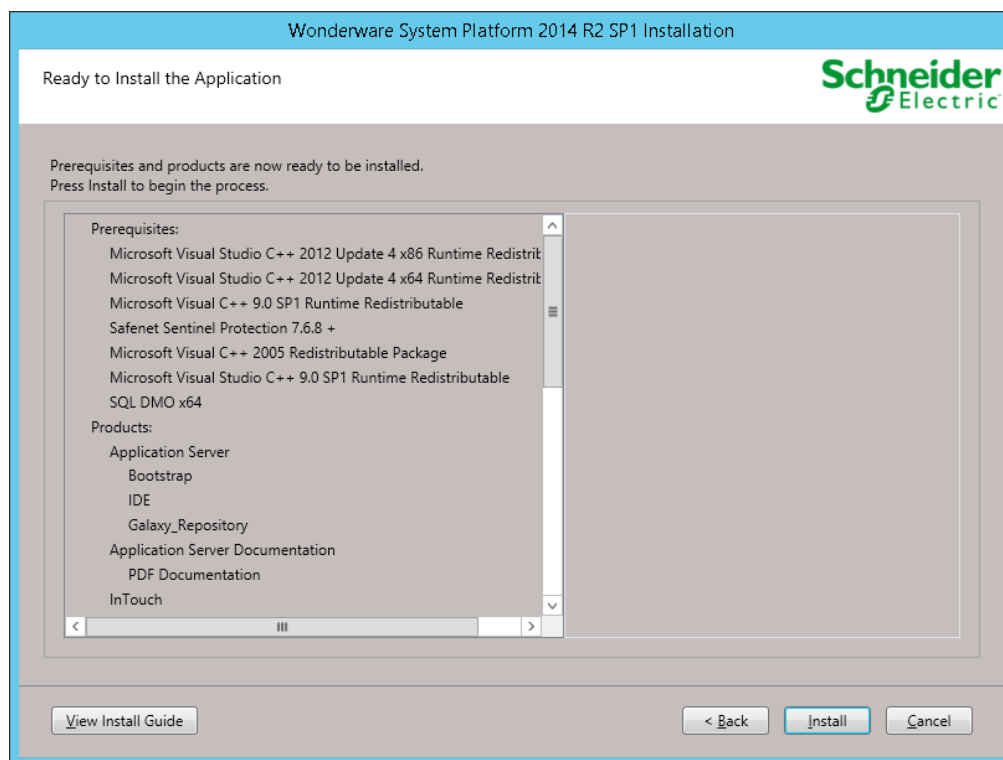 Wonderware System Platform 2014 R2 SP1 Installation
Ready to Install the Application
Schneider
Electric
Prerequisites and products are now ready to be installed.
Press Install to begin the process.
Prerequisites:
Microsoft Visual Studio C++ 2012 Update 4 x86 Runtime Redistrib
Microsoft Visual Studio C++ 2012 Update 4 x64 Runtime Redistrib
Microsoft Visual C++ 9.0 SP1 Runtime Redistributable
Safenet Sentinel Protection 7.6.8 +
Microsoft Visual C++ 2005 Redistributable Package
Microsoft Visual Studio C++ 9.0 SP1 Runtime Redistributable
SQL DMO x64
Products:
Application Server
Bootstrap
IDE
Galaxy_Repository
Application Server Documentation
PDF Documentation
InTouch
View Install Guide
< Back
Install
Cancel